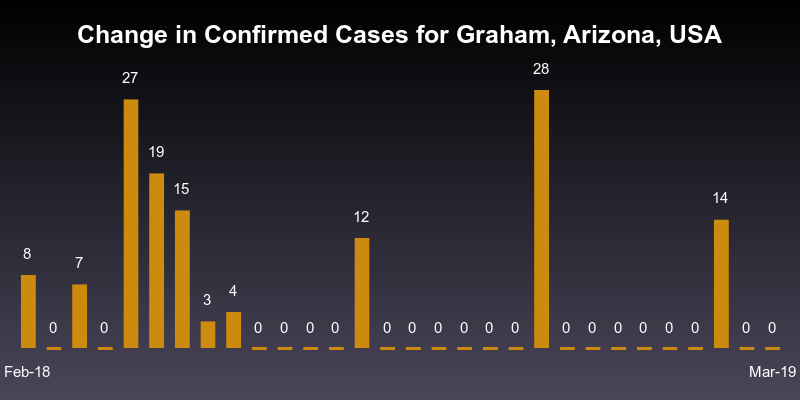 Change in Confirmed Cases for Graham, Arizona, USA
8 0 7 0 27 19 15 3 4 0 0 0 0 12 0 0 0 0 0 0 28 0 0 0 0 0 0 14 0 0
Feb-18 Mar-19